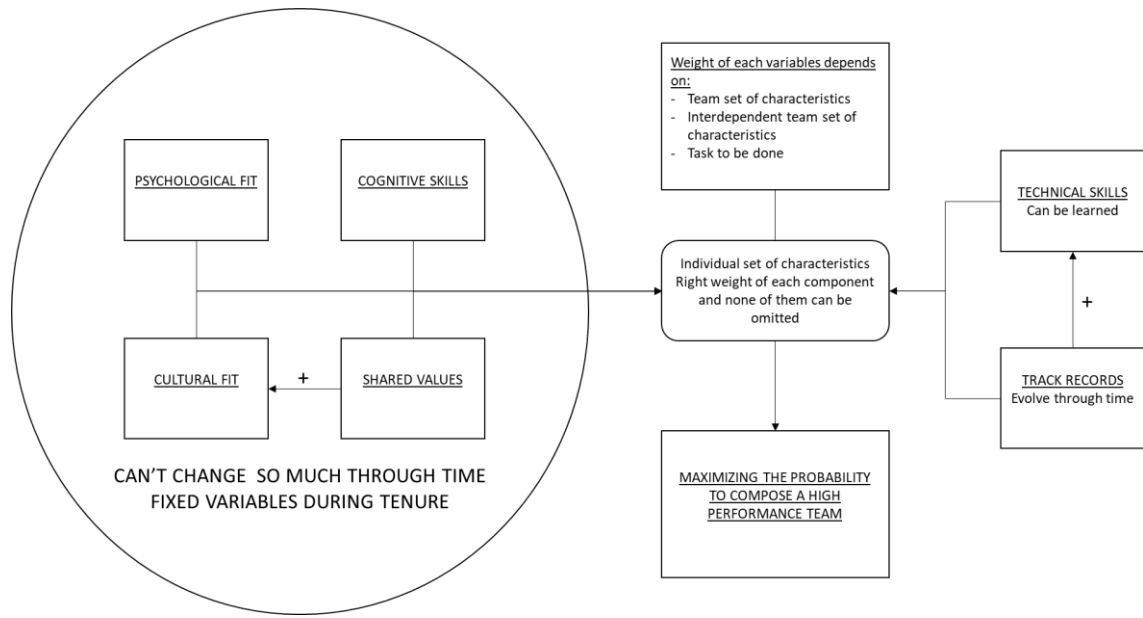 PSYCHOLOGICAL FIT
COGNITIVE SKILLS
CULTURAL FIT
+
SHARED VALUES
CAN'T CHANGE SO MUCH THROUGH TIME
FIXED VARIABLES DURING TENURE
Weight of each variables depends
on:
- Team set of characteristics
- Interdependent team set of
characteristics
- Task to be done
Individual set of characteristics
Right weight of each component
and none of them can be
omitted
MAXIMIZING THE PROBABILITY
TO COMPOSE A HIGH
PERFORMANCE TEAM
TECHNICAL SKILLS
Can be learned
+
TRACK RECORDS
Evolve through time